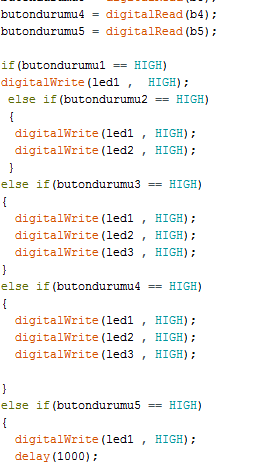 butondurumu4 = digitalRead(b4);
butondurumu5 = digitalRead(b5);
if(butondurumu1 == HIGH)
digitalWrite(led1 ,  HIGH);
else if(butondurumu2 == HIGH)
{
digitalWrite(led1 , HIGH);
digitalWrite(led2 , HIGH);
}
else if(butondurumu3 == HIGH)
{
digitalWrite(led1 , HIGH);
digitalWrite(led2 , HIGH);
digitalWrite(led3 , HIGH);
}
else if(butondurumu4 == HIGH)
{
digitalWrite(led1 , HIGH);
digitalWrite(led2 , HIGH);
digitalWrite(led3 , HIGH);
}
else if(butondurumu5 == HIGH)
{
digitalWrite(led1 , HIGH);
delay(1000);